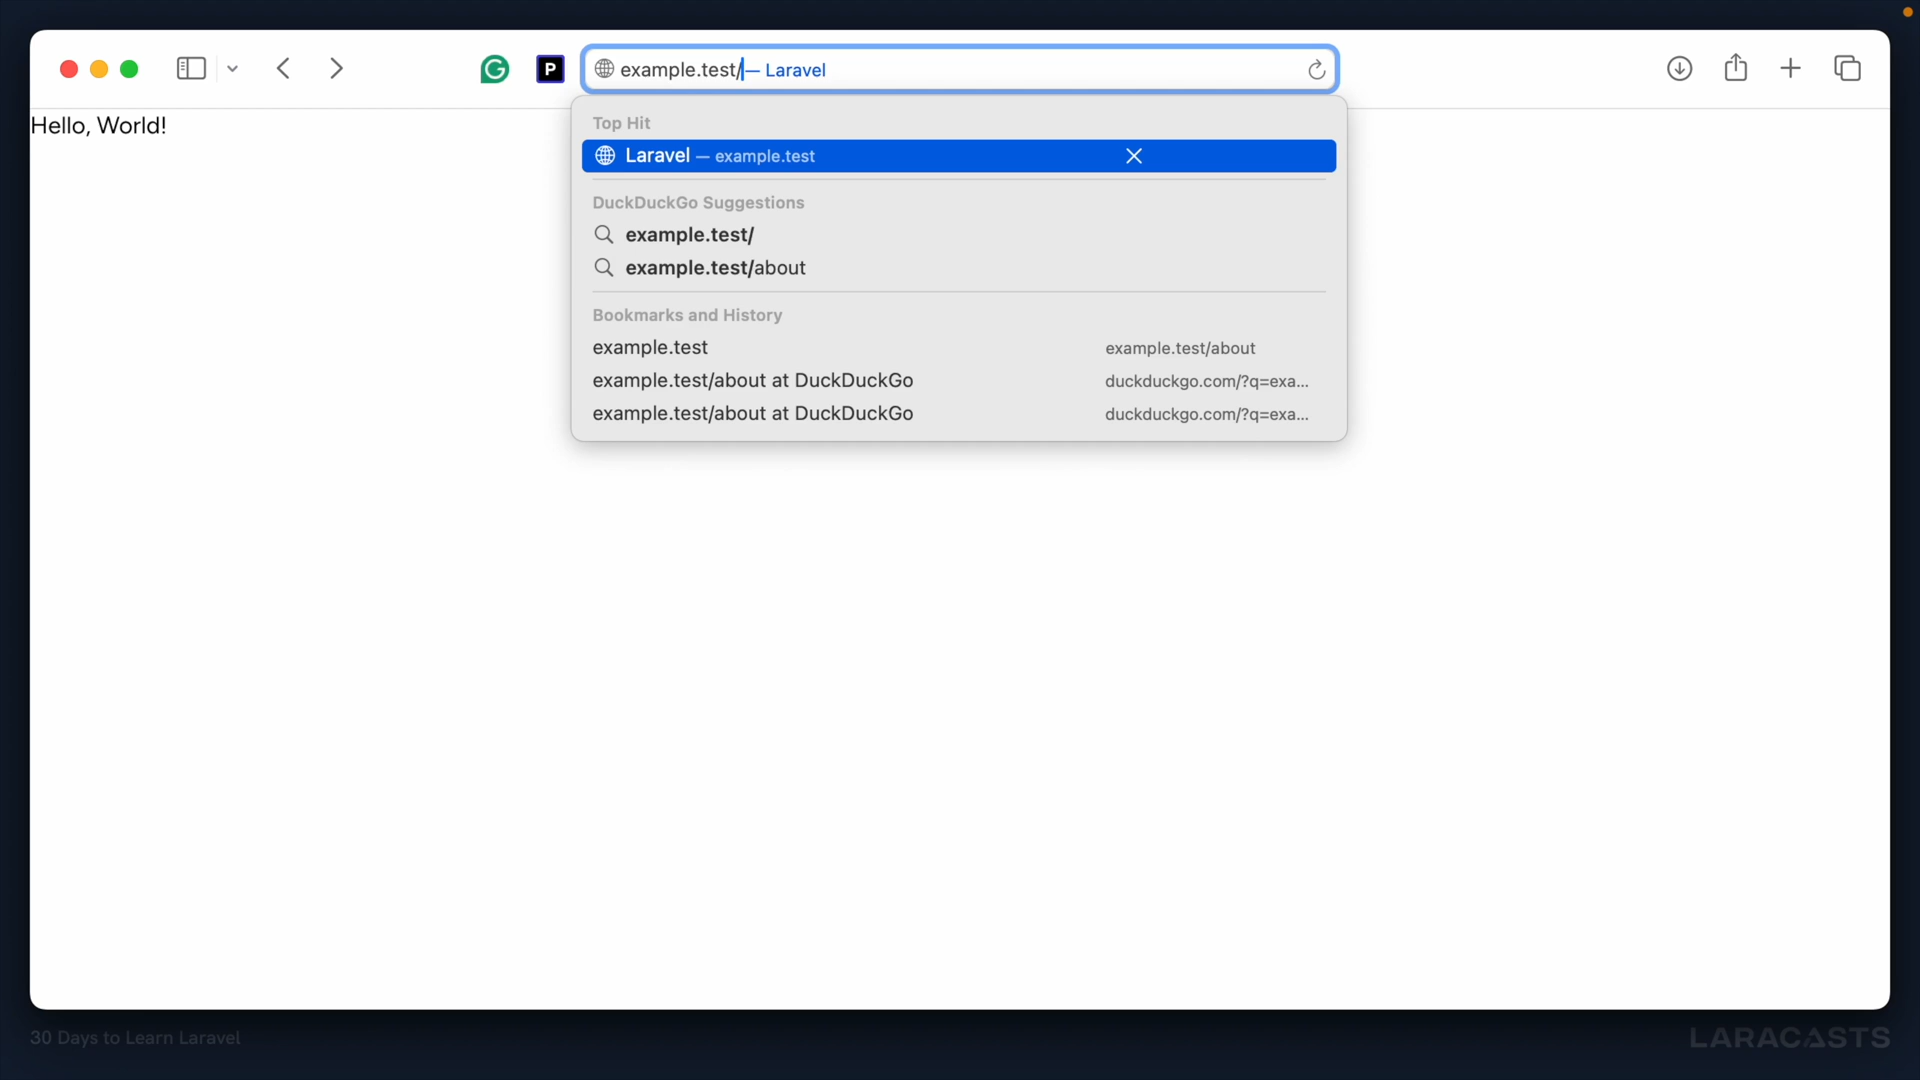 P
example.test/— Laravel
Hello, World!
Top Hit
Laravel — example.test
DuckDuckGo Suggestions
example.test/
example.test/about
Bookmarks and History
example.test example.test/about
example.test/about at DuckDuckGo duckduckgo.com/?q=exa...
example.test/about at DuckDuckGo duckduckgo.com/?q=exa...
30 Days to Learn Laravel
LARACASTS